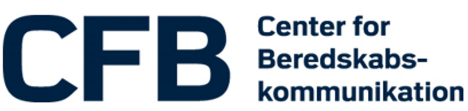 CFB
Center for
Beredskabs-
kommunikation